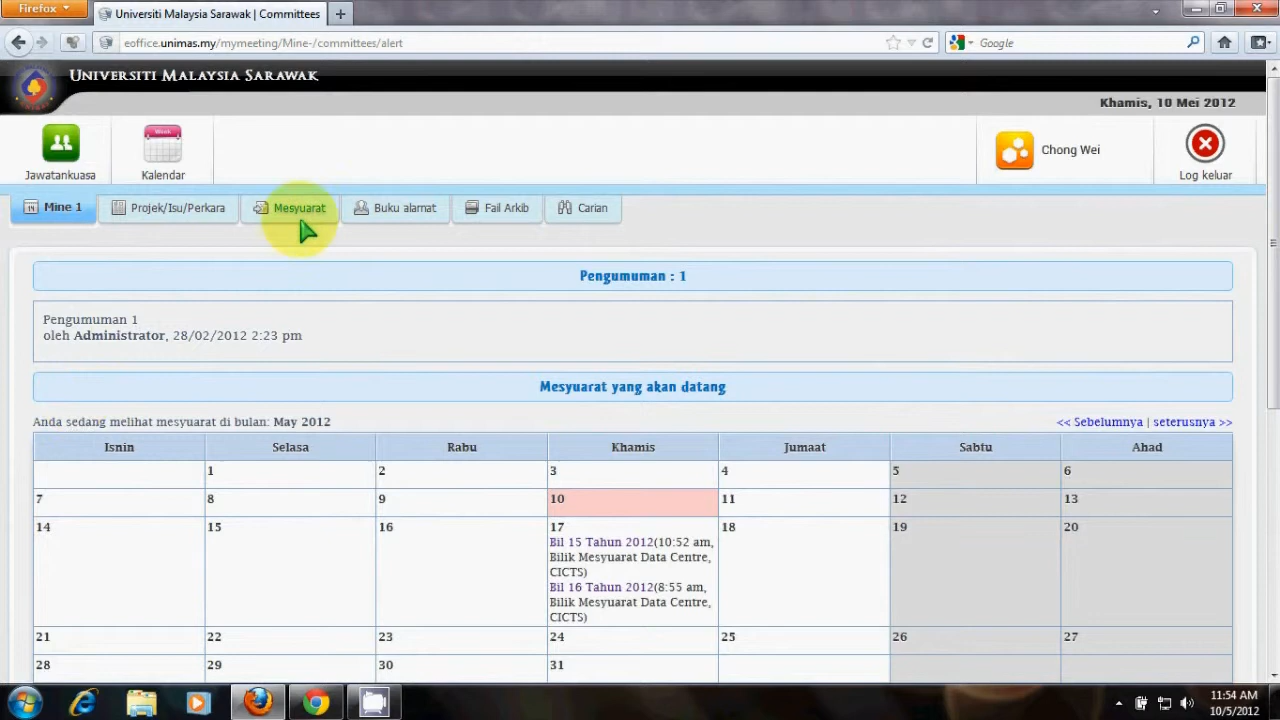 Firefox
Universiti Malaysia Sarawak | Committees
eoffice.unimas.my/mymeeting/Mine-/committees/alert
Google
UNIVERSITI MALAYSIA SARAWAK
Khamis, 10 Mei 2012
Week
Jawatankuasa
Kalendar
Chong Wei
Log keluar
Mine 1
Projek/Isu/Perkara
Mesyuarat
Buku alamat
Fail Arkib
Carian
Pengumuman : 1
Pengumuman 1
oleh Administrator, 28/02/2012 2:23 pm
Mesyuarat yang akan datang
Anda sedang melihat mesyuarat di bulan: May 2012
<< Sebelumnya | seterusnya >>
Isnin Selasa Rabu Khamis Jumaat Sabtu Ahad
1 2 3 4 5 6
7 8 9 10 11 12 13
14 15 16 17 18 19 20
Bil 15 Tahun 2012(10:52 am,
Bilik Mesyuarat Data Centre,
CICTS)
Bil 16 Tahun 2012(8:55 am,
Bilik Mesyuarat Data Centre,
CICTS)
21 22 23 24 25 26 27
28 29 30 31
11:54 AM
10/5/2012